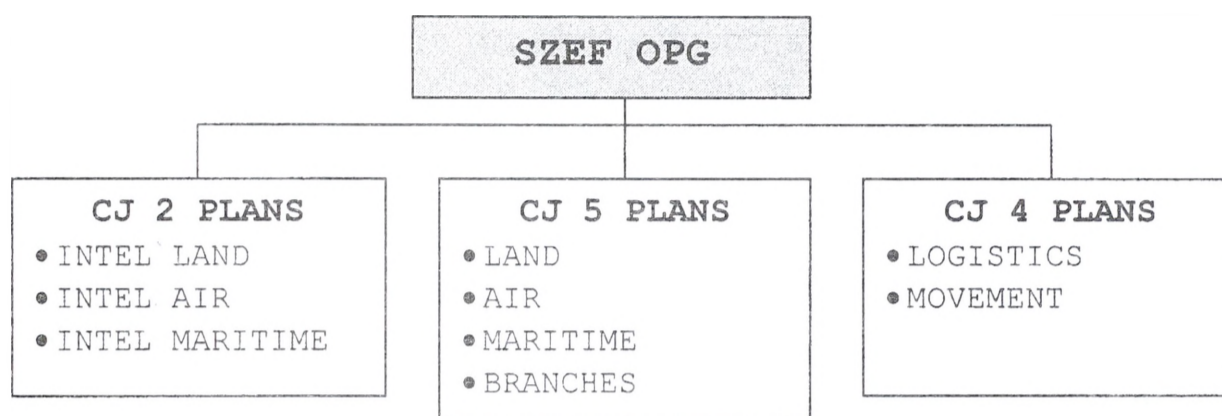 SZEF OPG
CJ 2 PLANS
• INTEL LAND
• INTEL AIR
• INTEL MARITIME
CJ 5 PLANS
• LAND
• AIR
• MARITIME
• BRANCHES
CJ 4 PLANS
• LOGISTICS
• MOVEMENT